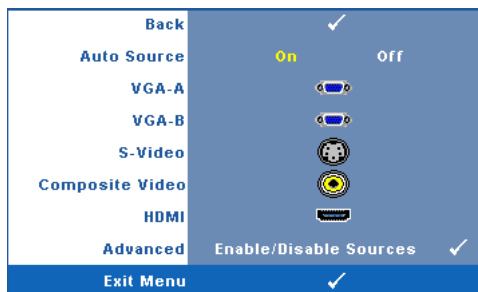 Back
Auto Source On Off
VGA-A
VGA-B
S-Video
Composite Video
HDMI
Advanced Enable/Disable Sources
Exit Menu